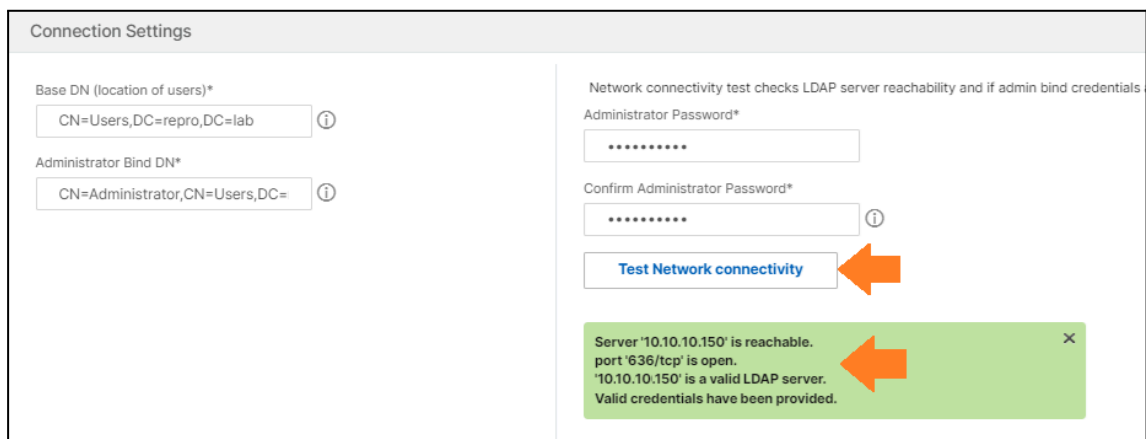 Connection Settings
Base DN (location of users)*
CN=Users,DC=repro,DC=lab
Administrator Bind DN*
CN=Administrator,CN=Users,DC=
Network connectivity test checks LDAP server reachability and if admin bind credentials
Administrator Password*
••••••••••
Confirm Administrator Password*
••••••••••
Test Network connectivity
Server '10.10.10.150' is reachable.
port '636/tcp' is open.
'10.10.10.150' is a valid LDAP server.
Valid credentials have been provided.